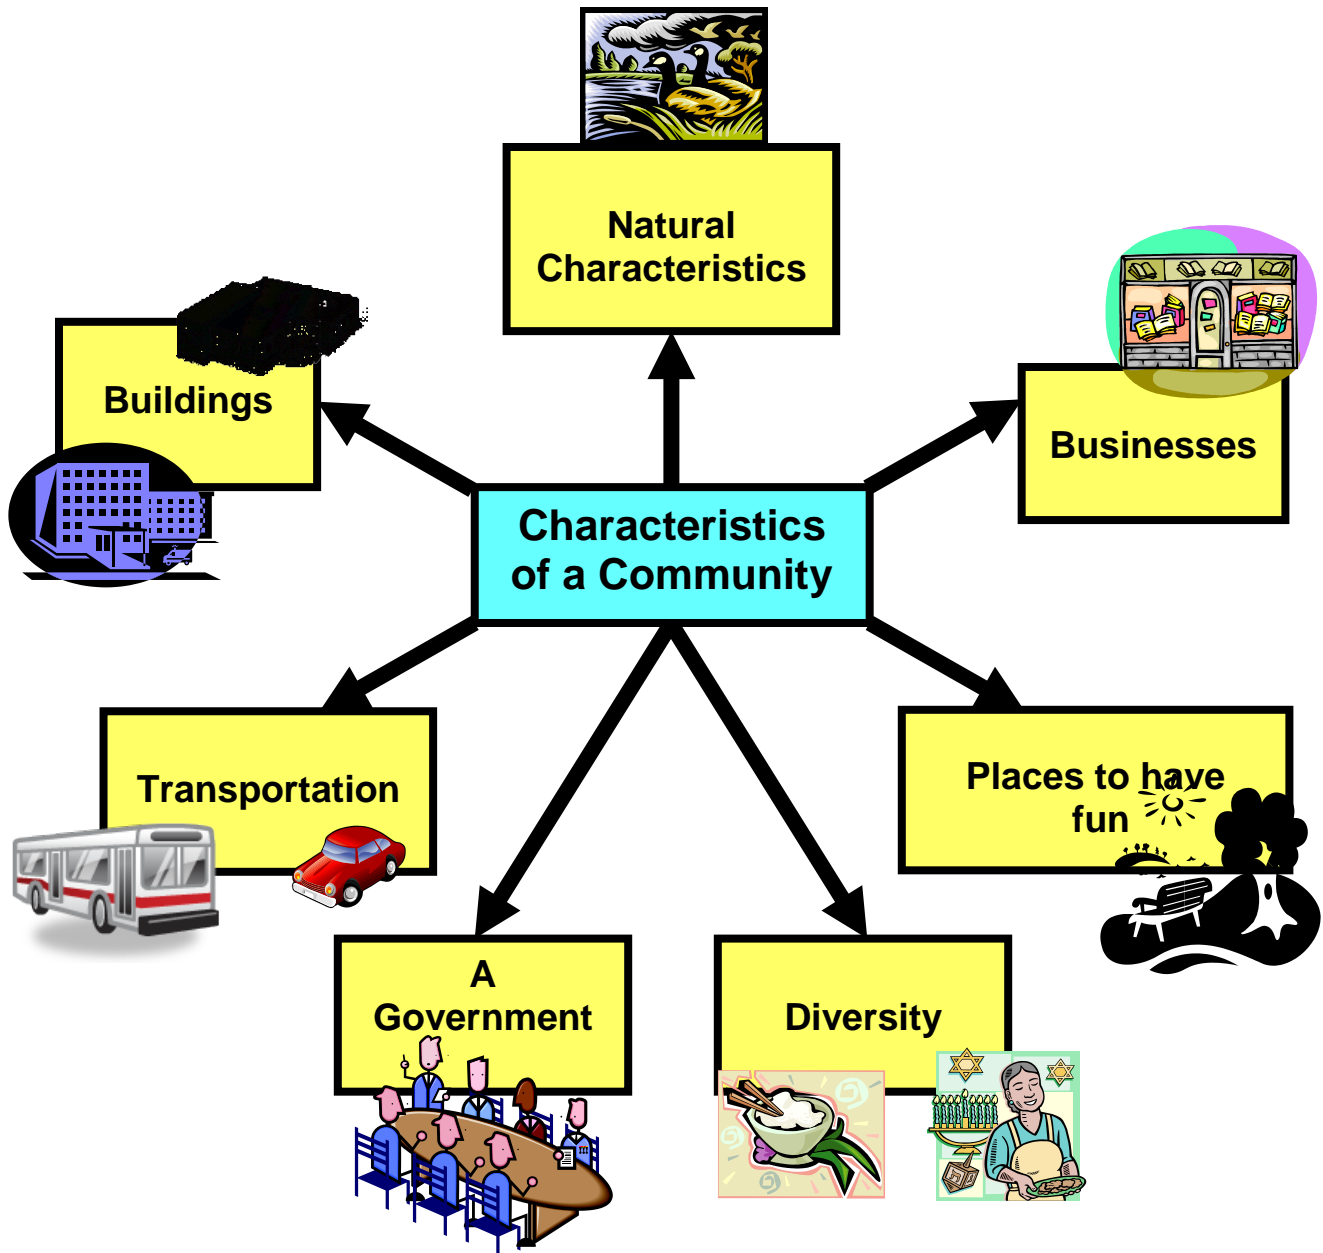 Natural
Characteristics
Buildings
Businesses
Characteristics
of a Community
Transportation
Places to have
fun
A
Government
Diversity